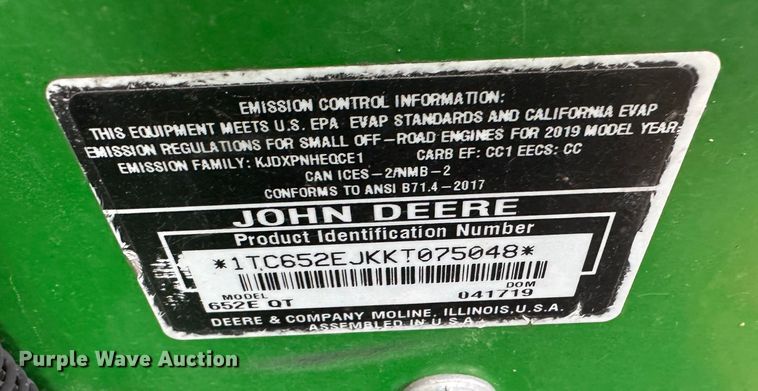 EMISSION CONTROL INFORMATION:
THIS EQUIPMENT MEETS U.S. EPA EVAP STANDARDS AND CALIFORNIA EVAP
EMISSION REGULATIONS FOR SMALL OFF-ROAD ENGINES FOR 2019 MODEL YEAR
EMISSION FAMILY: KJDXPNHEQCE1 CARB EF: CC1 EECS: CC
CAN ICES-2/NMB-2
CONFORMS TO ANSI B71.4-2017
JOHN DEERE
Product Identification Number
*1TC652EJKKT075048*
MODEL DOM
652E QT 041719
DEERE & COMPANY MOLINE, ILLINOIS, U.S.A.
ASSEMBLED IN U.S.A.
Purple Wave Auction